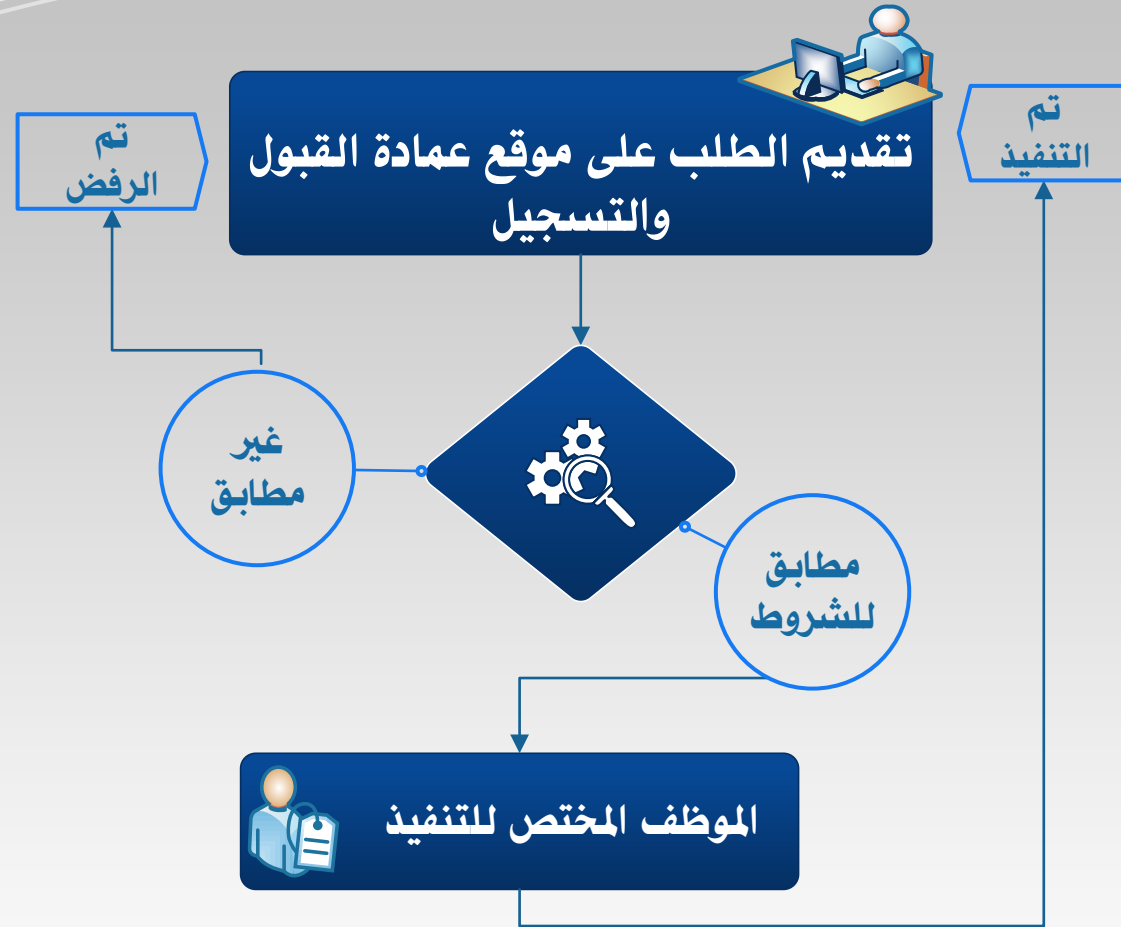 تقديم الطلب على موقع عمادة القبول
والتسجيل
تم
التنفيذ
تم
الرفض
غير
مطابق
مطابق
للشروط
الموظف المختص للتنفيذ